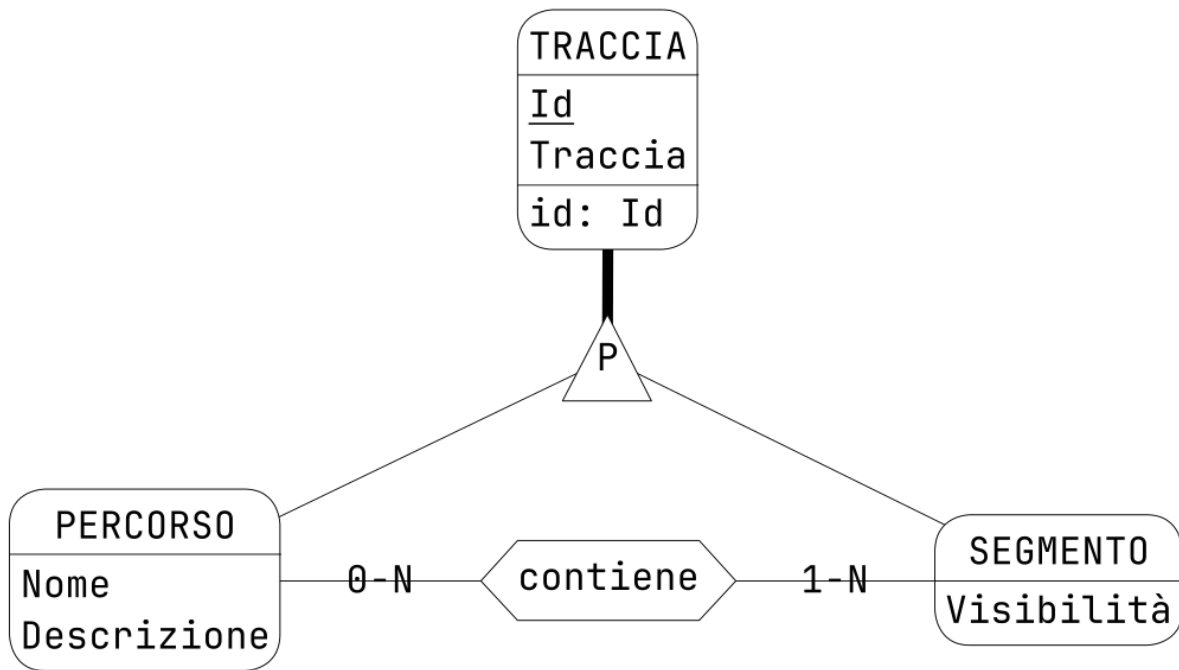 TRACCIA
Id
Traccia
id: Id
P
PERCORSO
Nome
Descrizione
0-N
contiene
1-N
SEGMENTO
Visibilità